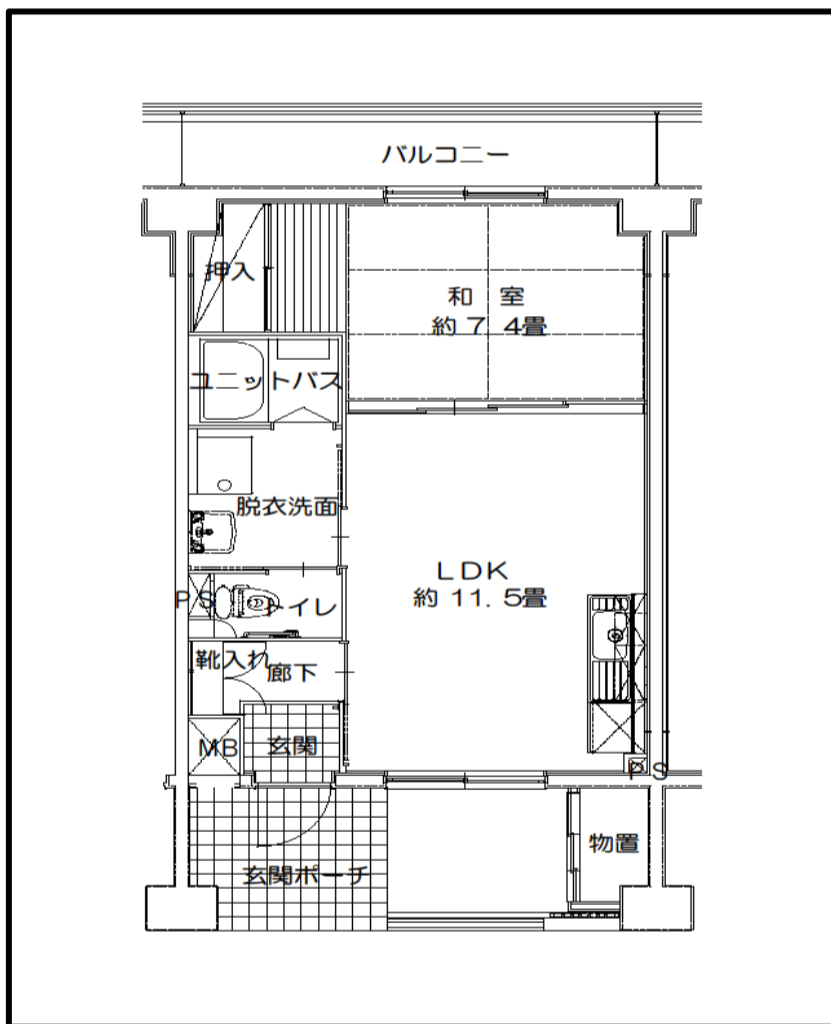 バルコニー
押入
和 室
約 7. 4畳
ユニットバス
脱衣洗面
LDK
約 11. 5畳
PS
トイレ
靴入れ
廊下
MB
玄関
PS
物置
玄関ポーチ